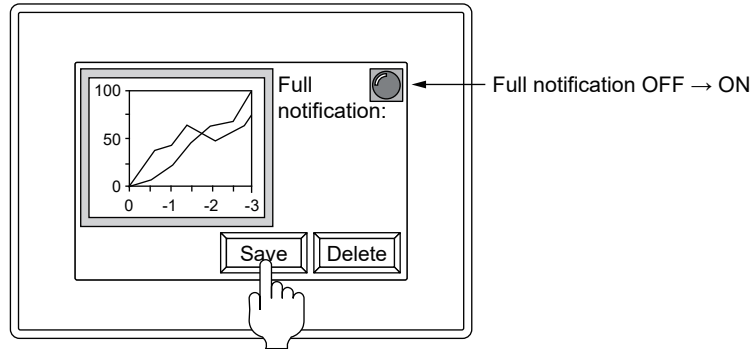 Full
notification:
Full notification OFF → ON
100
50
0
0 -1 -2 -3
Save
Delete